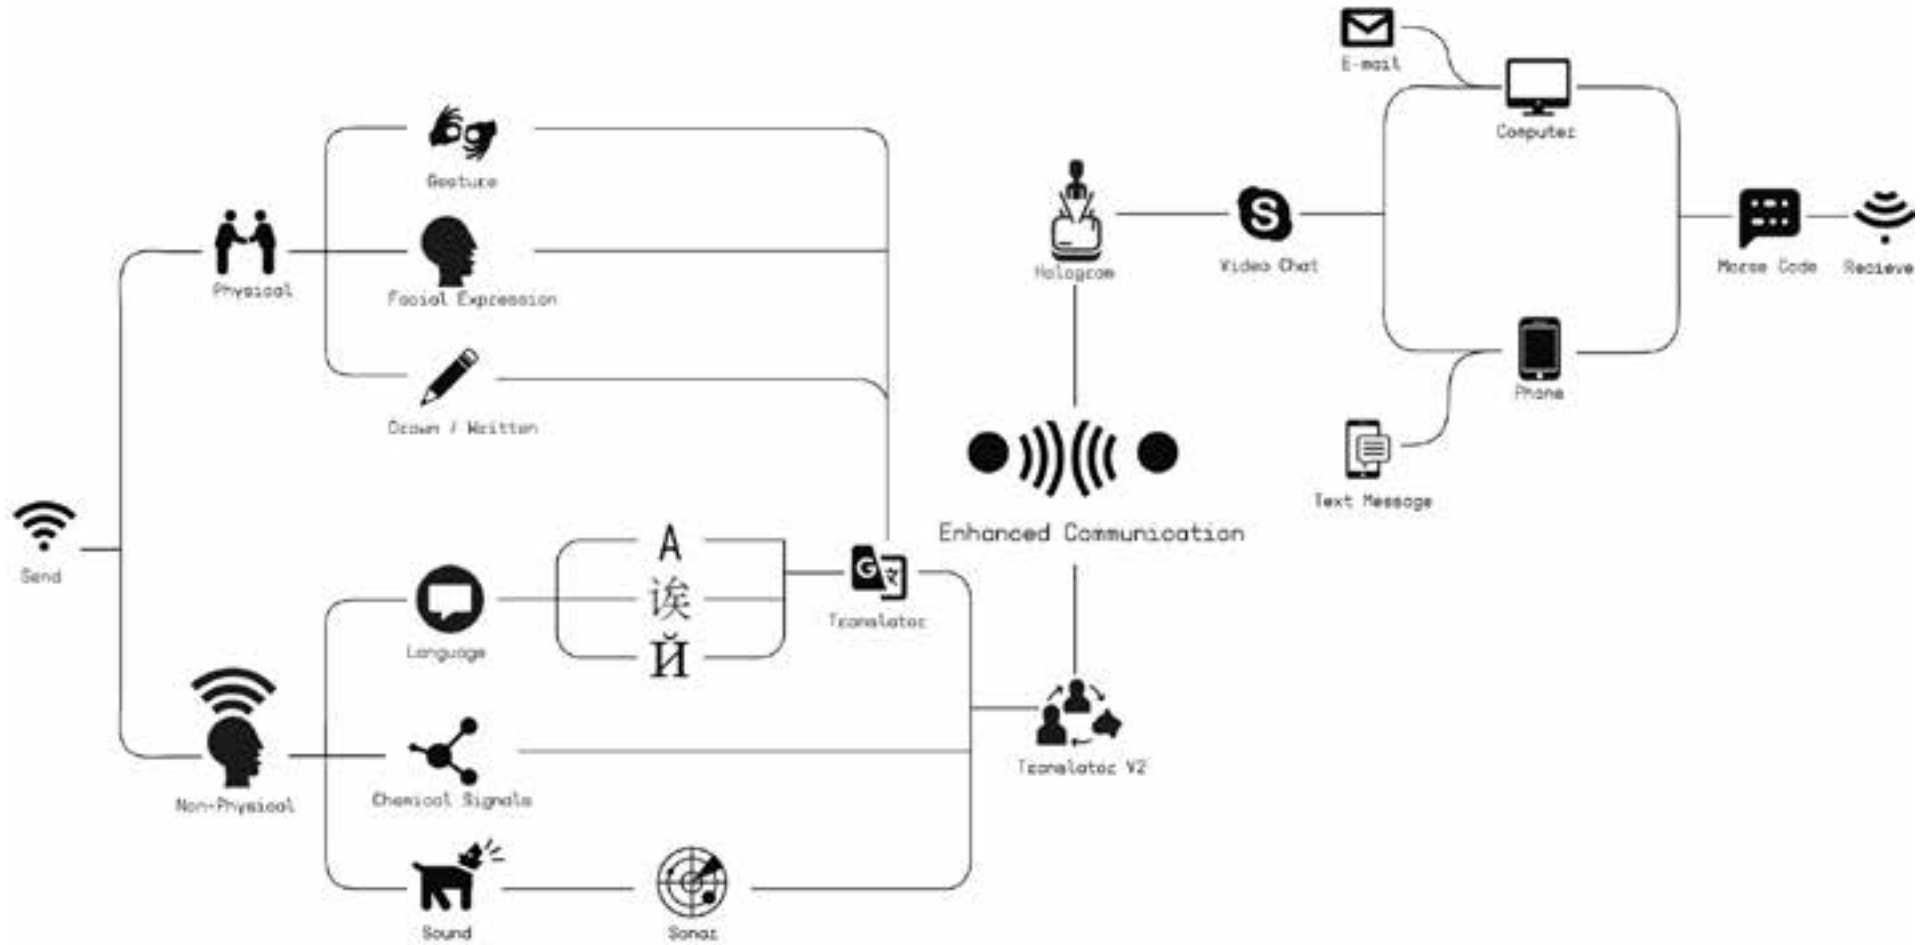 E-mail
Computer
Gesture
Hologram
Video Chat
Morse Code
Recieve
Physical
Facial Expression
Phone
Drawn / Written
Text Message
Enhanced Communication
Send
A
诶
Й
G
文
Translator
Language
S
Translator V2
Non-Physical
Chemical Signals
Sound
Sonar